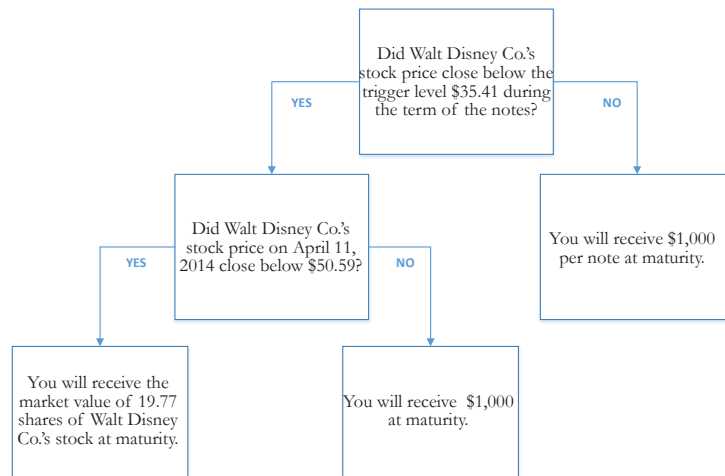 Did Walt Disney Co.'s
stock price close below the
trigger level $35.41 during
the term of the notes?
YES
NO
Did Walt Disney Co.'s
stock price on April 11,
2014 close below $50.59?
You will receive $1,000
per note at maturity.
YES
NO
You will receive the
market value of 19.77
shares of Walt Disney
Co.'s stock at maturity.
You will receive $1,000
at maturity.